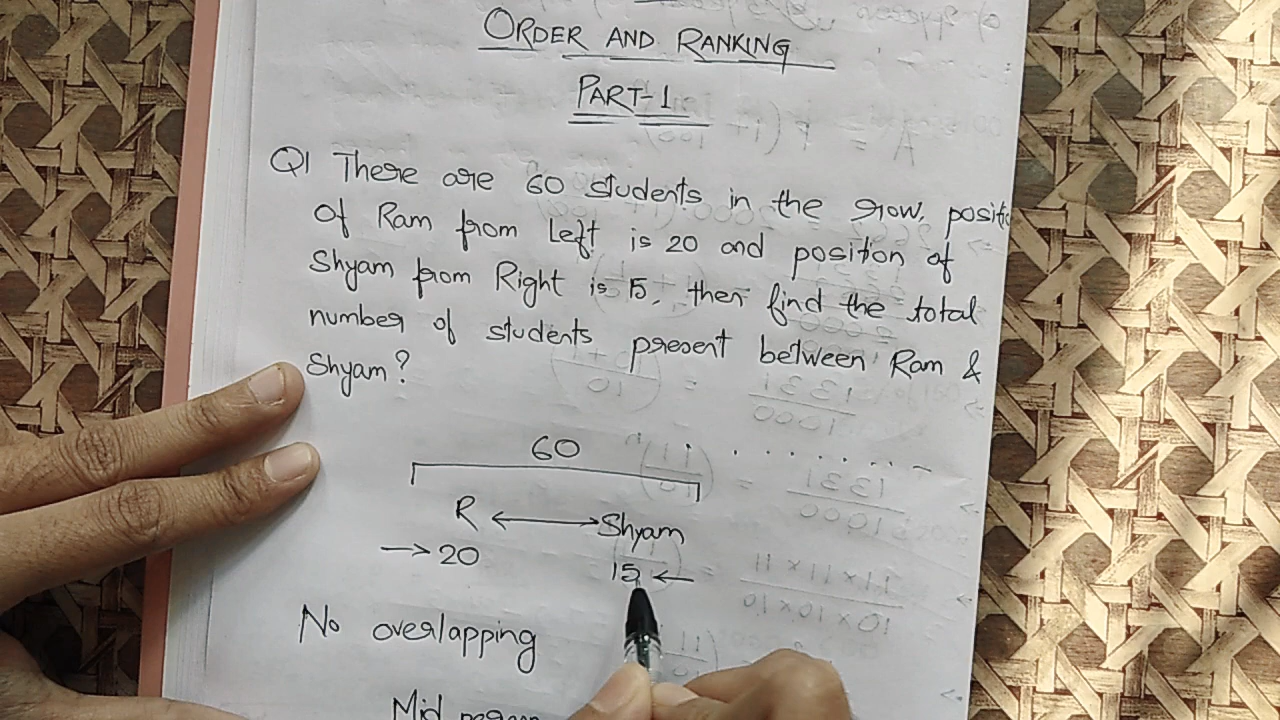 ORDER AND RANKING
PART-1
Q1 There are 60 students in the row, positi
of Ram from Left is 20 and position of
Shyam from Right is 15, then find the total
number of students present between Ram &
Shyam?
60
R ⟷ Shyam
→ 20 15 ←
No overlapping
Mid